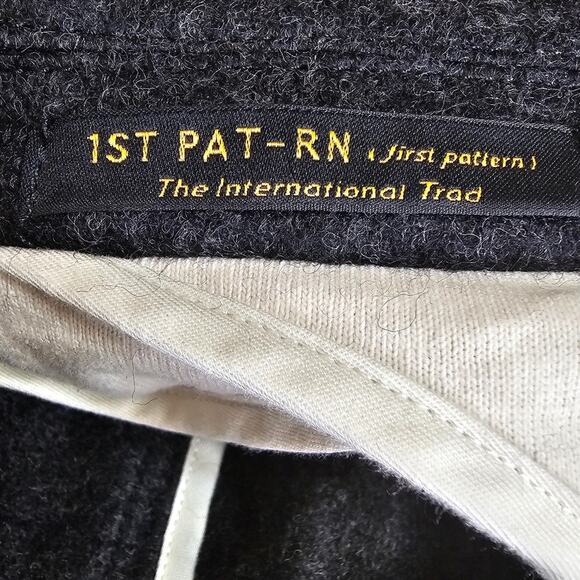 1ST PAT-RN (first pattern)
The International Trad